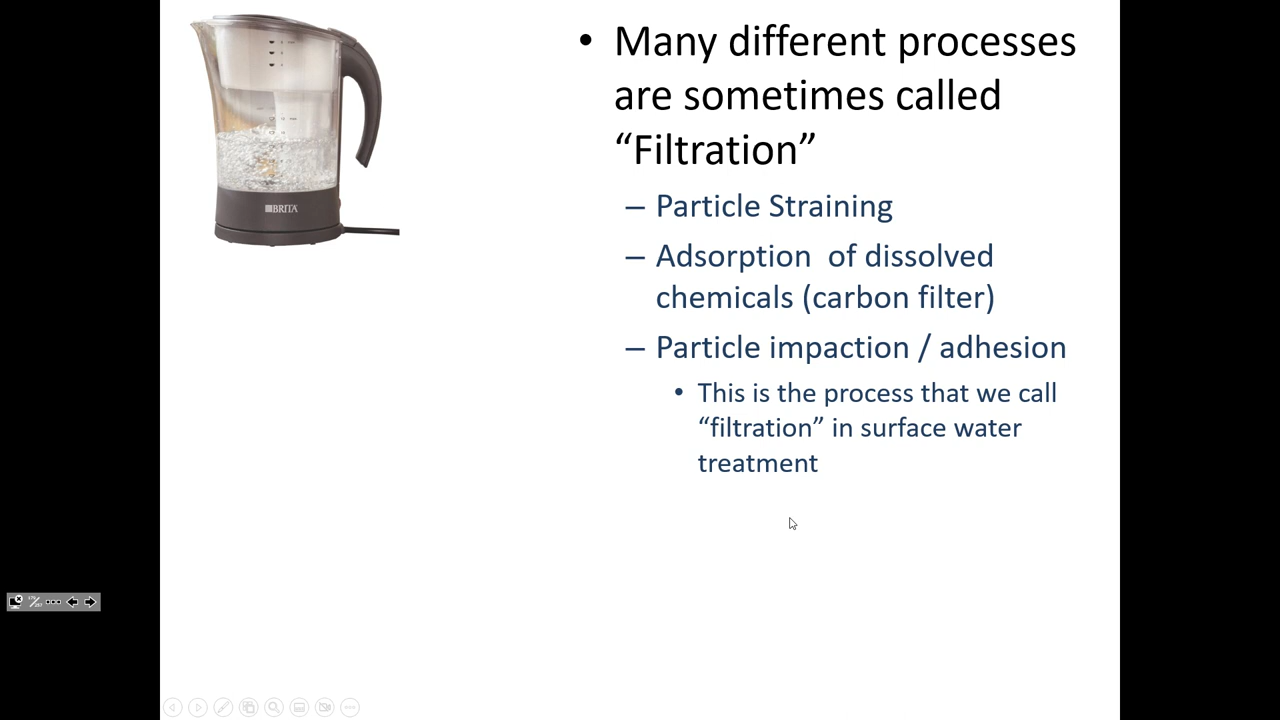 • Many different processes
are sometimes called
“Filtration”
– Particle Straining
– Adsorption  of dissolved
chemicals (carbon filter)
– Particle impaction / adhesion
• This is the process that we call
“filtration” in surface water
treatment
BRITA